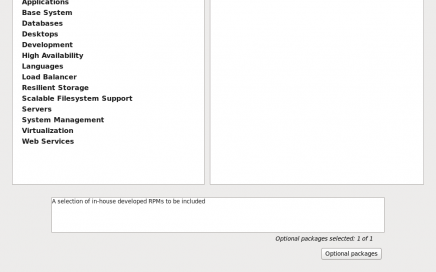 Applications
Base System
Databases
Desktops
Development
High Availability
Languages
Load Balancer
Resilient Storage
Scalable Filesystem Support
Servers
System Management
Virtualization
Web Services
A selection of in-house developed RPMs to be included
Optional packages selected: 1 of 1
Optional packages